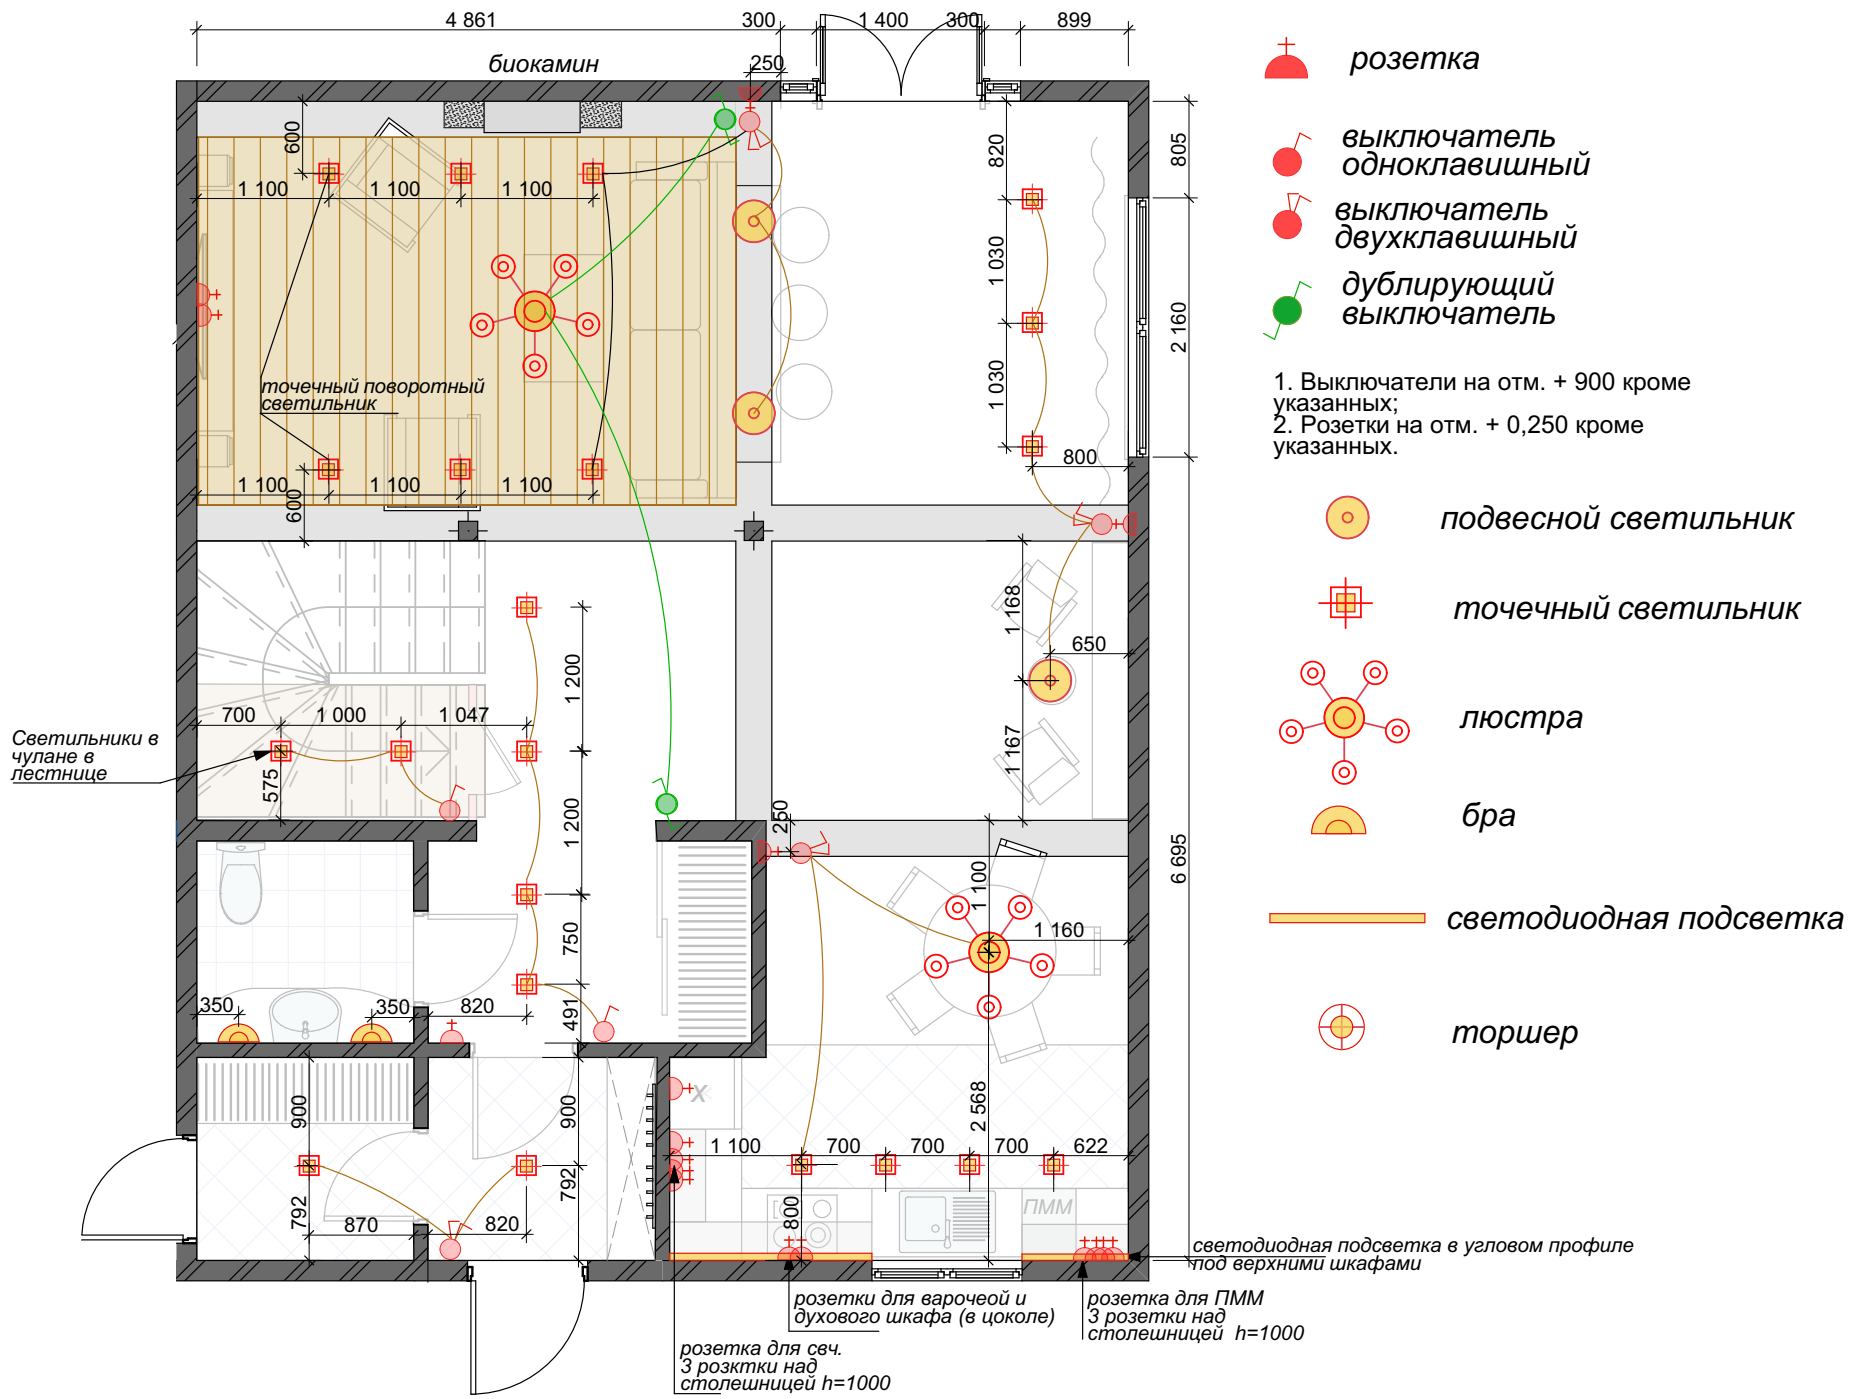 4 861
300
1 400
300
899
биокамин
250
600
1 100
1 100
1 100
820
805
1 030
2 160
1 030
точечный поворотный
светильник
1 100
1 100
1 100
600
800
1 168
650
1 200
700
1 000
1 047
1 167
Светильники в
чулане в
лестнице
575
1 200
250
6 695
1 100
1 160
750
350
350
820
491
900
900
2 568
X
1 100
700
700
700
622
792
792
870
820
800
ПММ
светодиодная подсветка в угловом профиле
под верхними шкафами
розетки для варочеой и
духового шкафа (в цоколе)
розетка для ПММ
3 розетки над
столешницей h=1000
розетка для свч.
3 розктки над
столешницей h=1000
розетка
выключатель
одноклавишный
выключатель
двухклавишный
дублирующий
выключатель
1. Выключатели на отм. + 900 кроме
указанных;
2. Розетки на отм. + 0,250 кроме
указанных.
подвесной светильник
точечный светильник
люстра
бра
светодиодная подсветка
торшер